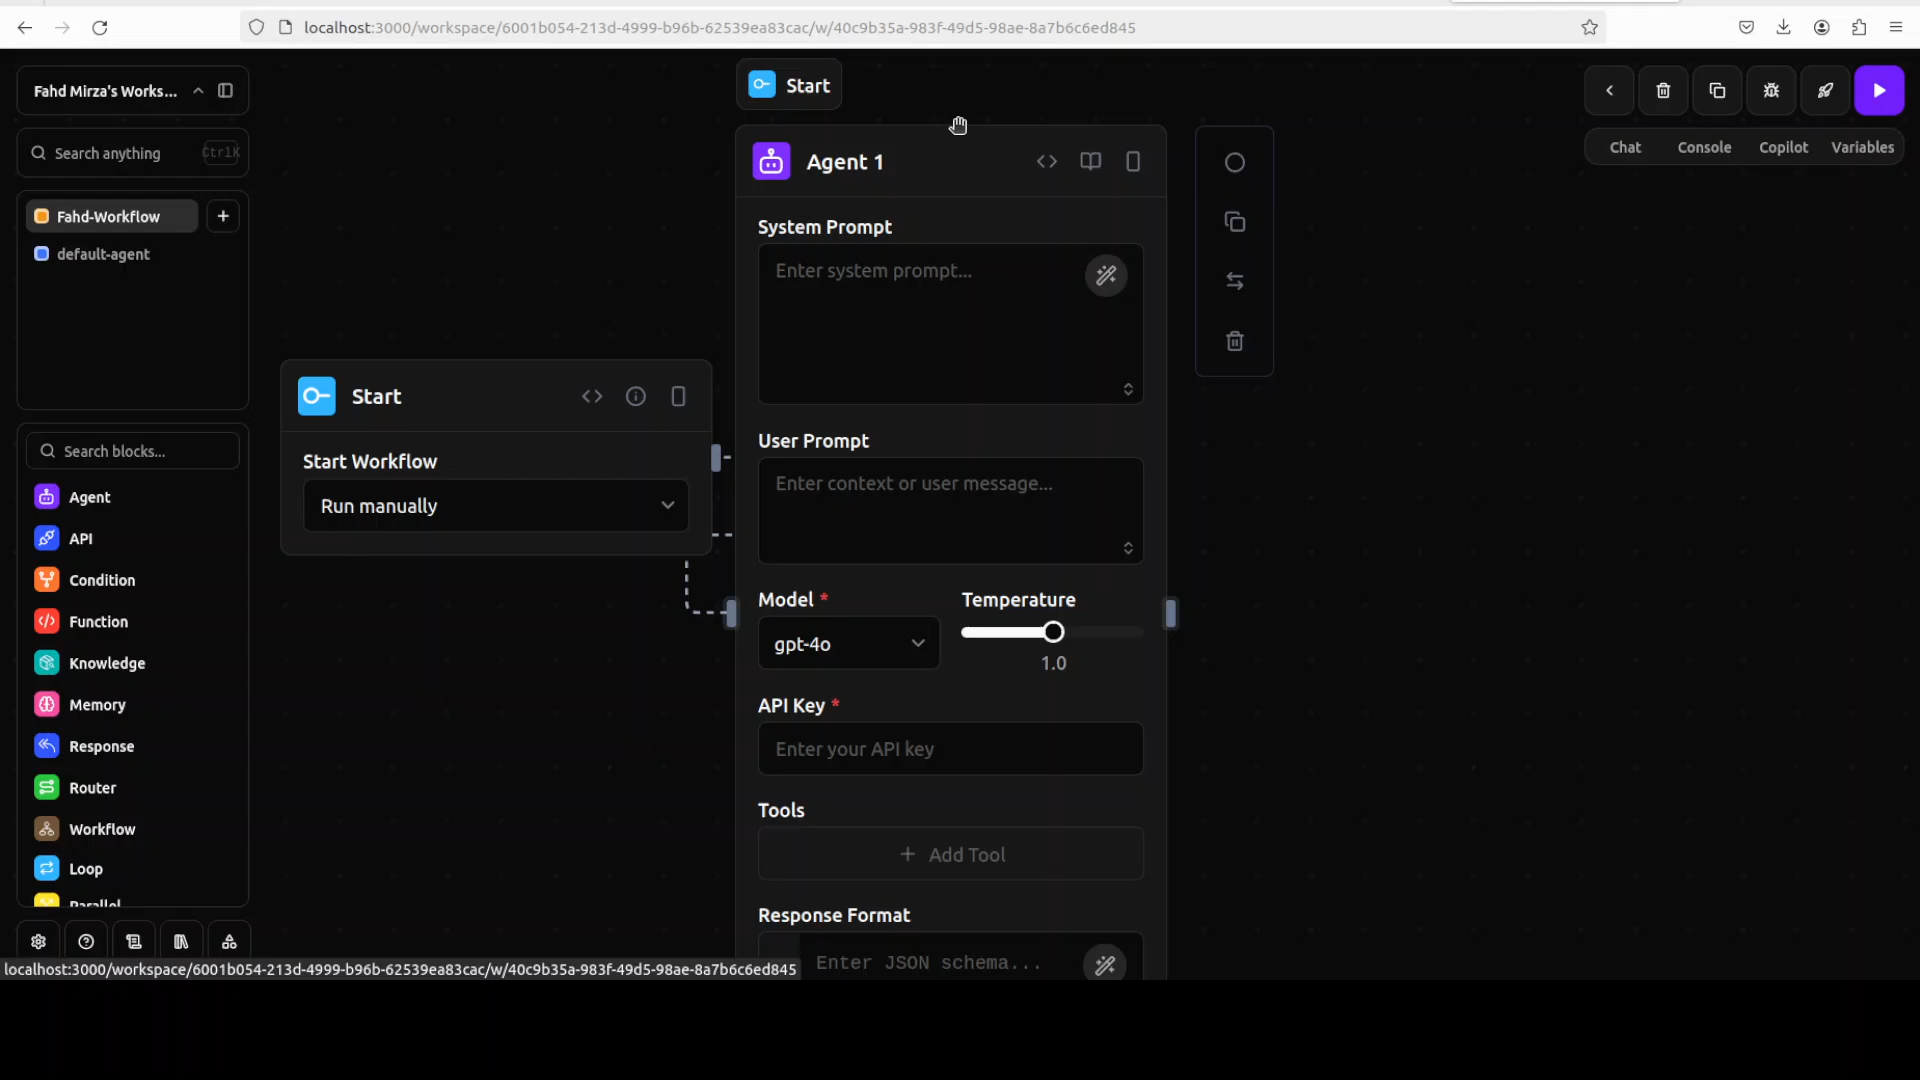 localhost:3000/workspace/6001b054-213d-4999-b96b-62539ea83cac/w/40c9b35a-983f-49d5-98ae-8a7b6c6ed845
Fahd Mirza's Works...
Search anything
CtrlK
Fahd-Workflow
default-agent
Search blocks...
Agent
API
Condition
Function
Knowledge
Memory
Response
Router
Workflow
Loop
Parallel
Start
Start Workflow
Run manually
Start
Agent 1
System Prompt
Enter system prompt...
User Prompt
Enter context or user message...
Model *
Temperature
gpt-4o
1.0
API Key *
Enter your API key
Tools
+ Add Tool
Response Format
Enter JSON schema...
Chat
Console
Copilot
Variables
localhost:3000/workspace/6001b054-213d-4999-b96b-62539ea83cac/w/40c9b35a-983f-49d5-98ae-8a7b6c6ed845